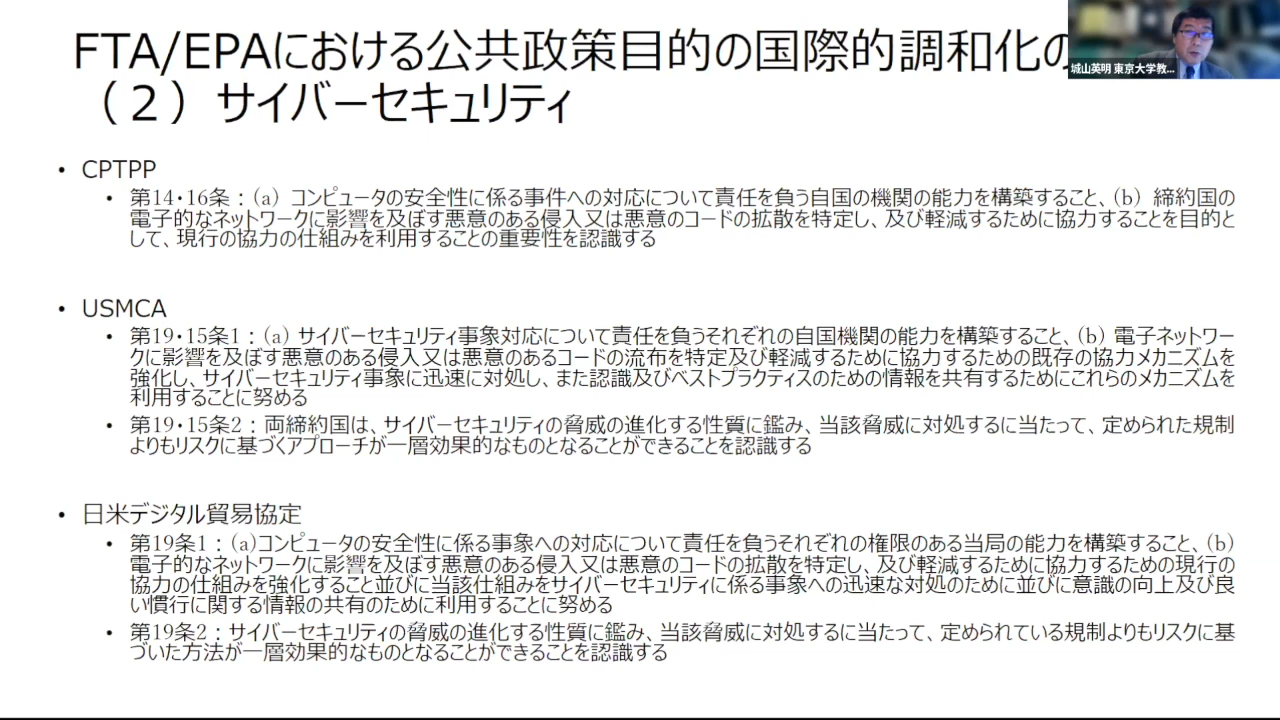 FTA/EPAにおける公共政策目的の国際的調和化の
（２）サイバーセキュリティ
城山英明 東京大学教...
• CPTPP
• 第14・16条：（a） コンピュータの安全性に係る事件への対応について責任を負う自国の機関の能力を構築すること、（b） 締約国の
電子的なネットワークに影響を及ぼす悪意のある侵入又は悪意のコードの拡散を特定し、及び軽減するために協力することを目的と
して、現行の協力の仕組みを利用することの重要性を認識する
• USMCA
• 第19・15条1：（a） サイバーセキュリティ事象対応について責任を負うそれぞれの自国機関の能力を構築すること、（b） 電子ネットワー
クに影響を及ぼす悪意のある侵入又は悪意のあるコードの流布を特定及び軽減するために協力するための既存の協力メカニズムを
強化し、サイバーセキュリティ事象に迅速に対処し、また認識及びベストプラクティスのための情報を共有するためにこれらのメカニズムを
利用することに努める
• 第19・15条2：両締約国は、サイバーセキュリティの脅威の進化する性質に鑑み、当該脅威に対処するに当たって、定められた規制
よりもリスクに基づくアプローチが一層効果的なものとなることができることを認識する
• 日米デジタル貿易協定
• 第19条1：（a）コンピュータの安全性に係る事象への対応について責任を負うそれぞれの権限のある当局の能力を構築すること、（b）
電子的なネットワークに影響を及ぼす悪意のある侵入又は悪意のコードの拡散を特定し、及び軽減するために協力するための現行の
協力の仕組みを強化すること並びに当該仕組みをサイバーセキュリティに係る事象への迅速な対処のために並びに意識の向上及び良
い慣行に関する情報の共有のために利用することに努める
• 第19条2：サイバーセキュリティの脅威の進化する性質に鑑み、当該脅威に対処するに当たって、定められている規制よりもリスクに基
づいた方法が一層効果的なものとなることができることを認識する